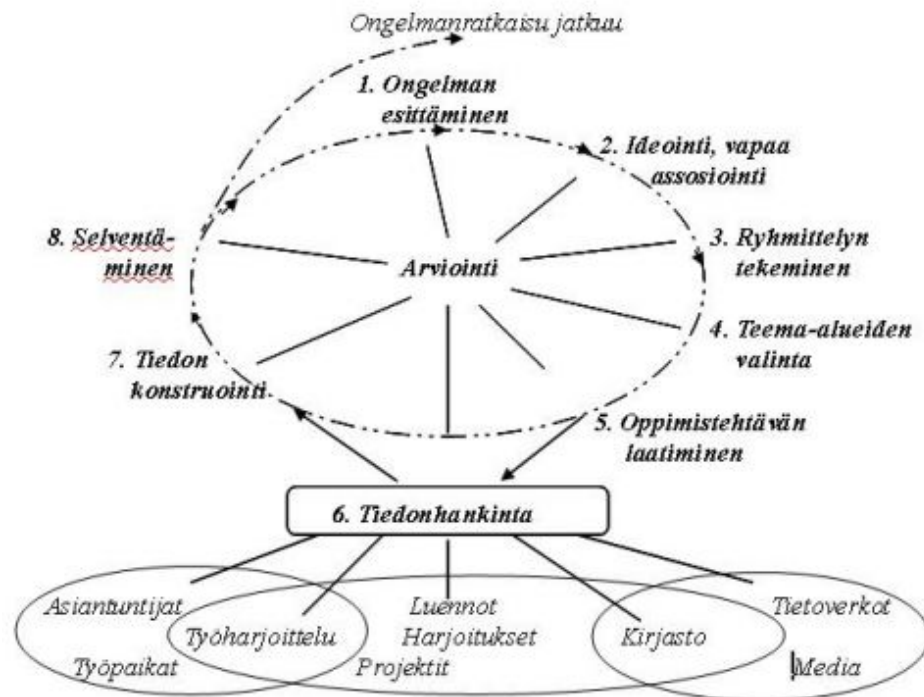 Ongelmanratkaisu jatkuu
1. Ongelman
esittäminen
2. Ideointi, vapaa
assosiointi
3. Ryhmittelyn
tekeminen
4. Teema-alueiden
valinta
5. Oppimistehtävän
laatiminen
6. Tiedonhankinta
7. Tiedon
konstruointi
8. Selventä-
minen
Arviointi
Asiantuntijat
Työharjoittelu
Työpaikat
Luennot
Harjoitukset
Projektit
Kirjasto
Tietoverkot
Media